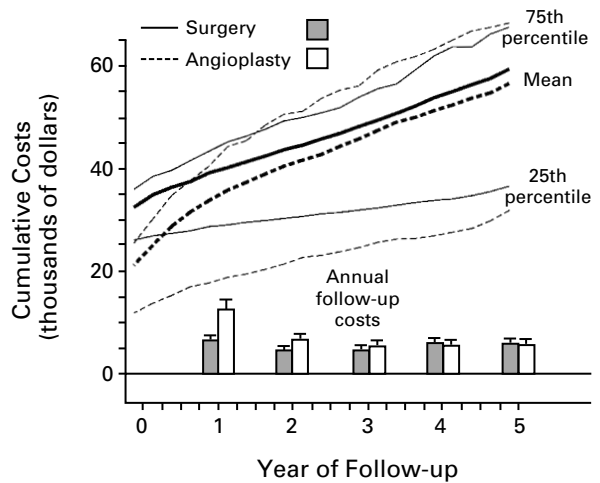 Surgery
Angioplasty
75th
percentile
Mean
25th
percentile
Annual
follow-up
costs
Cumulative Costs
(thousands of dollars)
60
40
20
0
0 1 2 3 4 5
Year of Follow-up